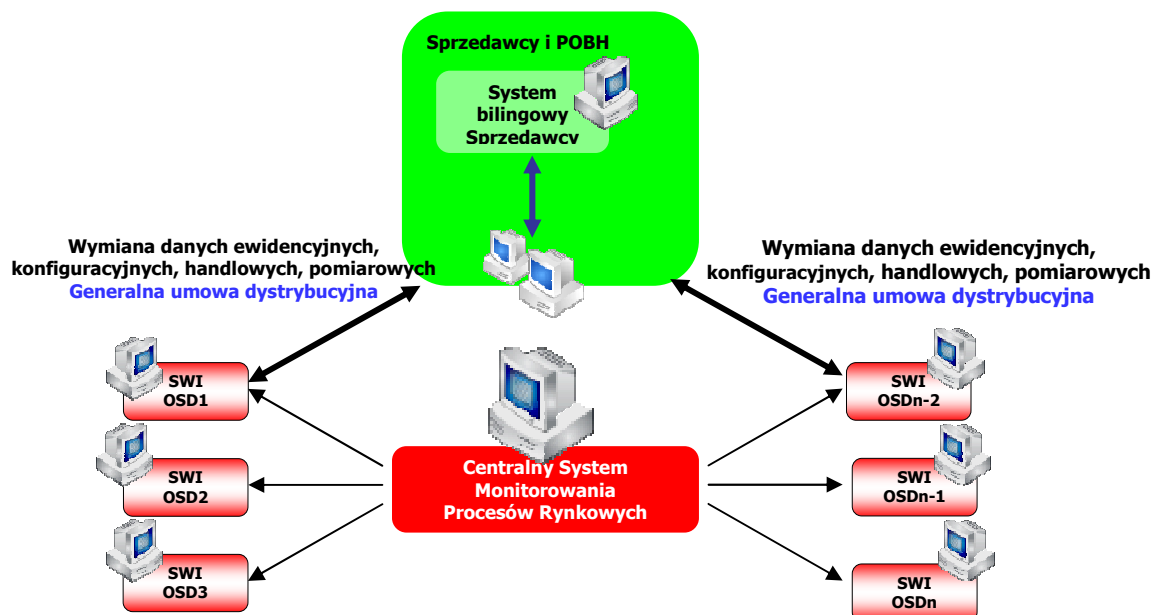 Sprzedawcy i POBH
System
bilingowy
Sprzedawcy
Wymiana danych ewidencyjnych,
konfiguracyjnych, handlowych, pomiarowych
Generalna umowa dystrybucyjna
Wymiana danych ewidencyjnych,
konfiguracyjnych, handlowych, pomiarowych
Generalna umowa dystrybucyjna
SWI
OSD1
SWI
OSDn-2
Centralny System
Monitorowania
Procesów Rynkowych
SWI
OSD2
SWI
OSDn-1
SWI
OSD3
SWI
OSDn